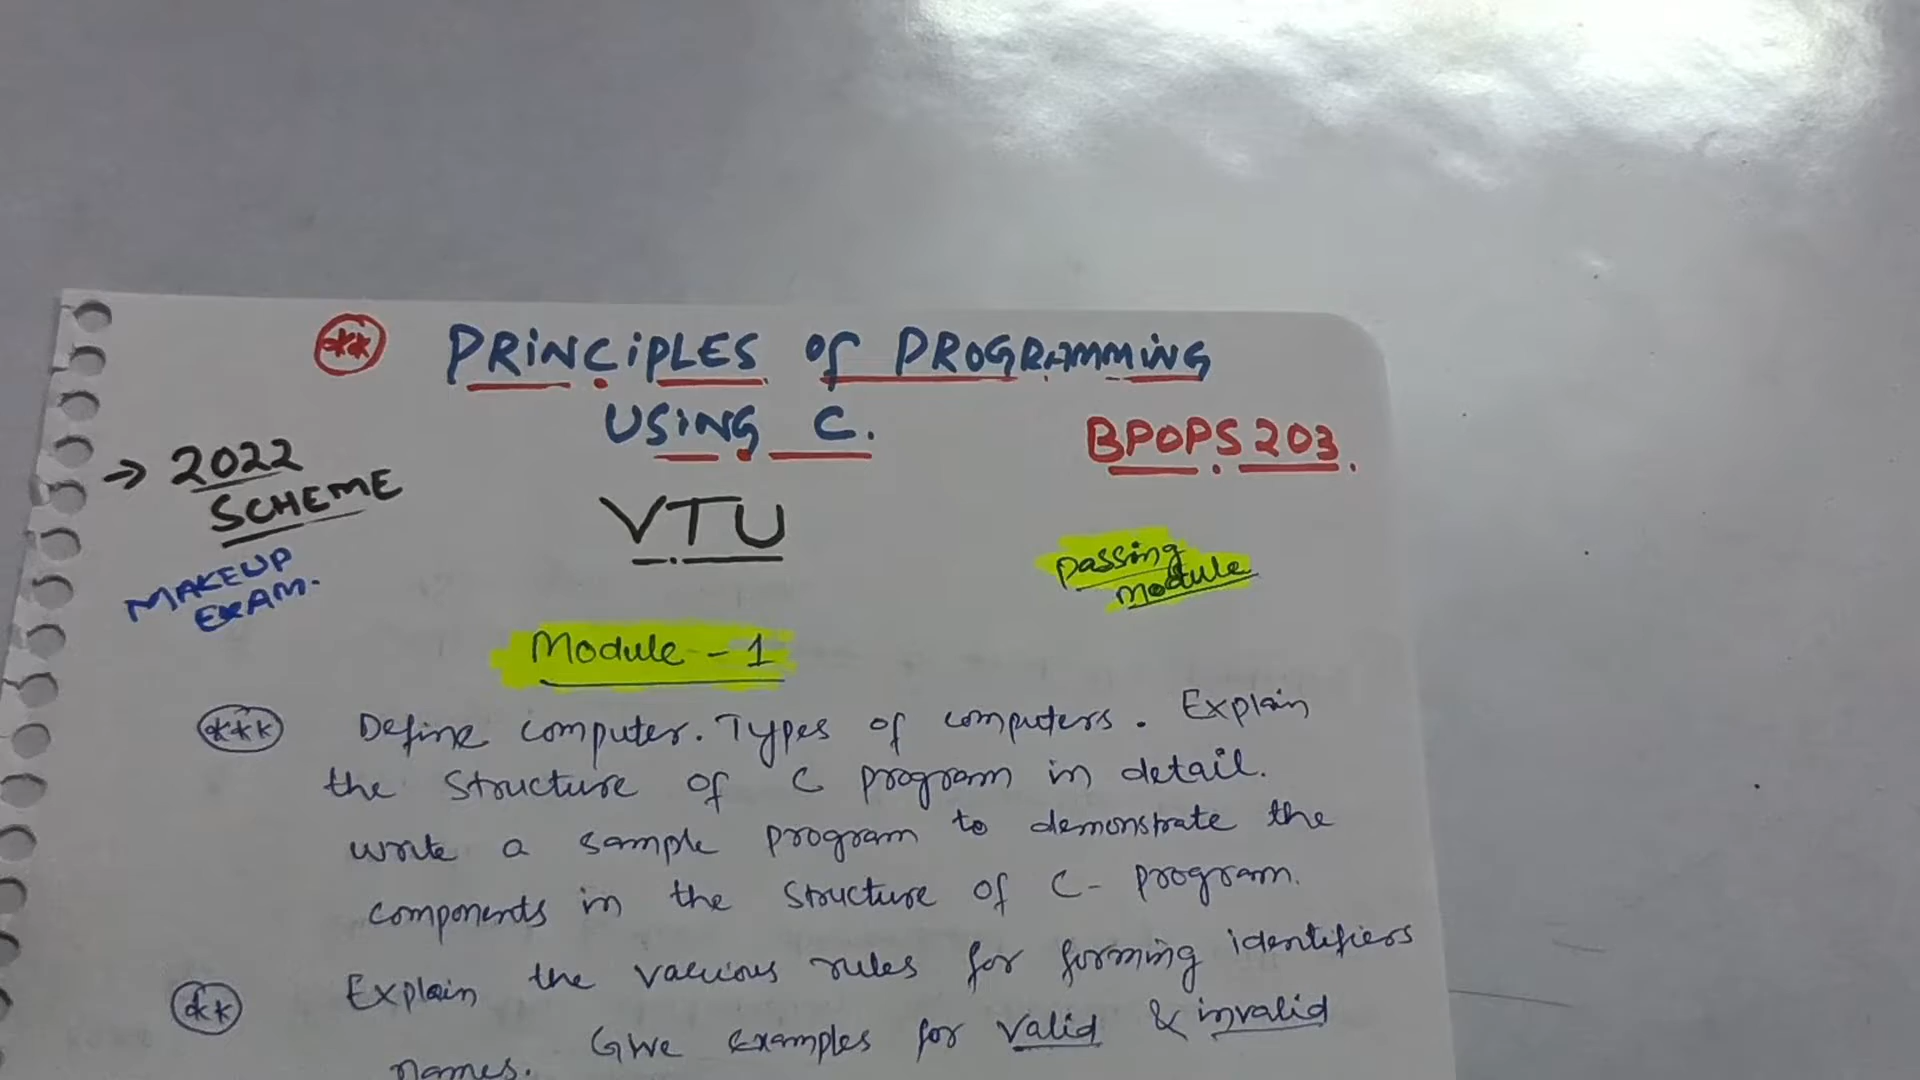 ** PRINCIPLES of PROGRAMMING
USING C.
BPOPS203.
→ 2022
SCHEME
VTU
MAKEUP
EXAM.
passing
module
Module - 1
*** Define computer. Types of computers. Explain
the structure of C program in detail.
write a sample program to demonstrate the
components in the structure of C- program.
** Explain the various rules for forming identifiers
names. Give examples for valid & invalid